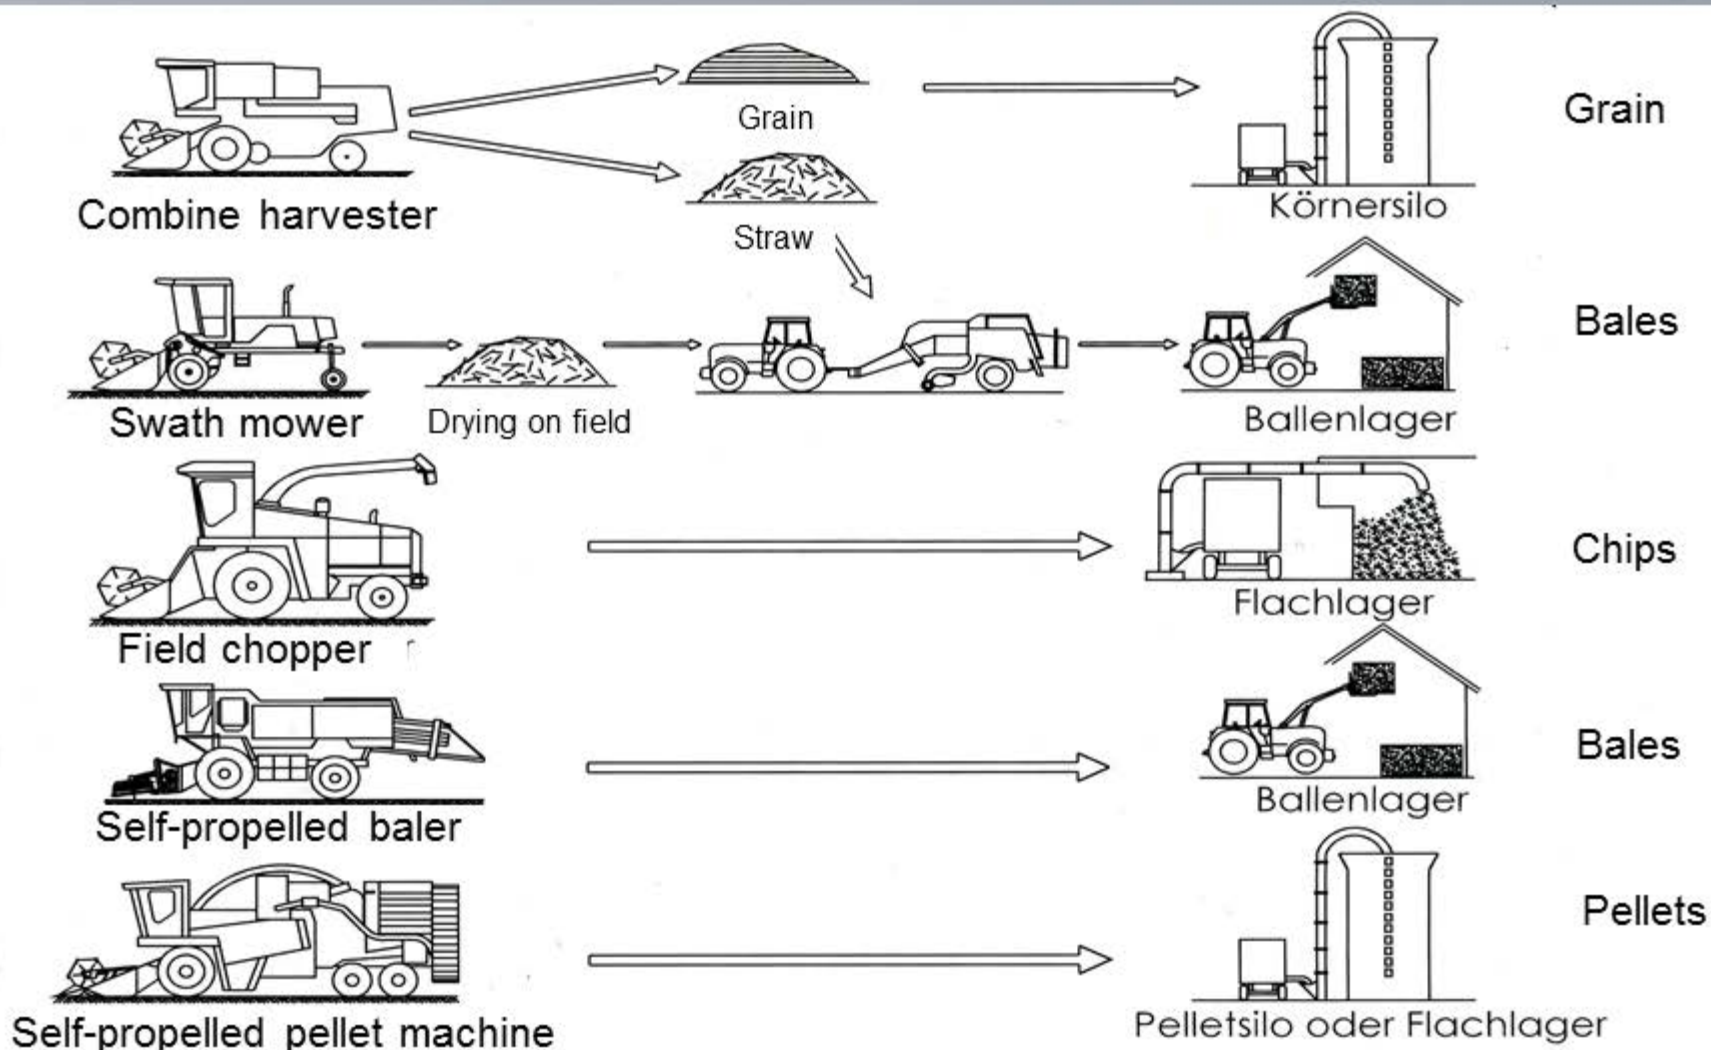 Grain
Grain
Combine harvester
Körnersilo
Straw
Bales
Swath mower
Drying on field
Ballenlager
Chips
Flachlager
Field chopper
Bales
Ballenlager
Self-propelled baler
Pellets
Self-propelled pellet machine
Pelletsilo oder Flachlager